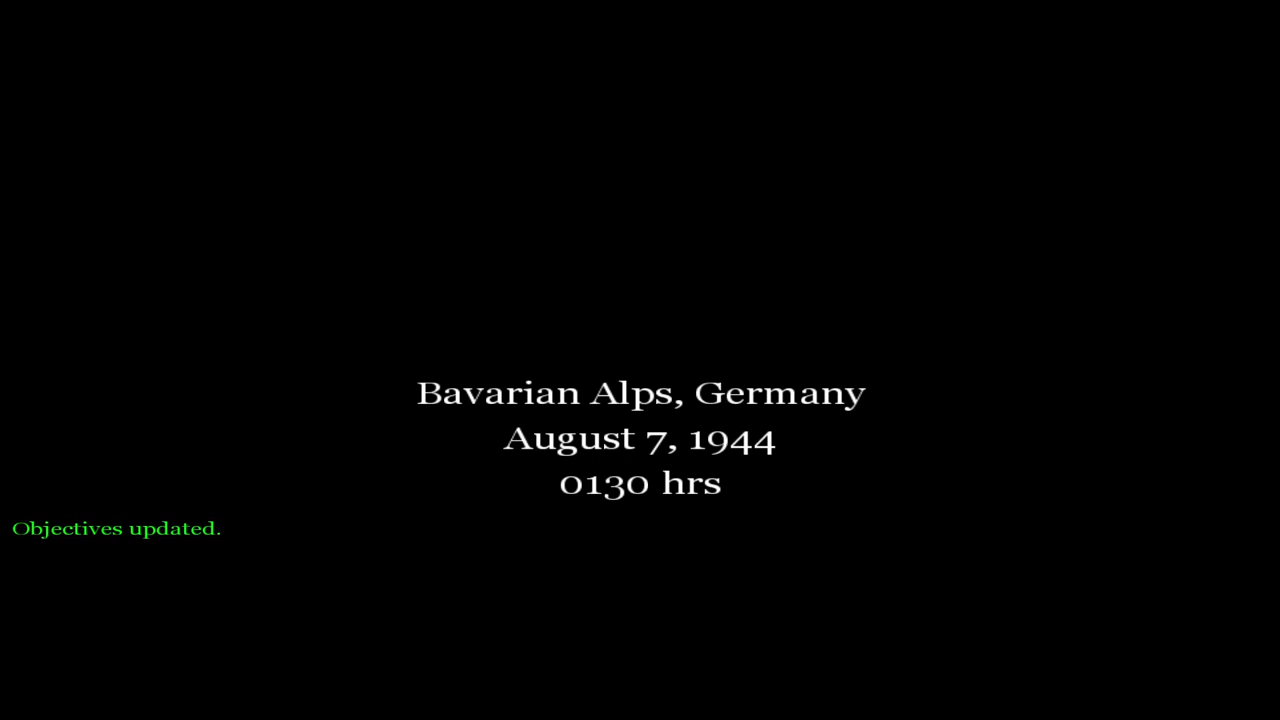 Bavarian Alps, Germany
August 7, 1944
0130 hrs
Objectives updated.